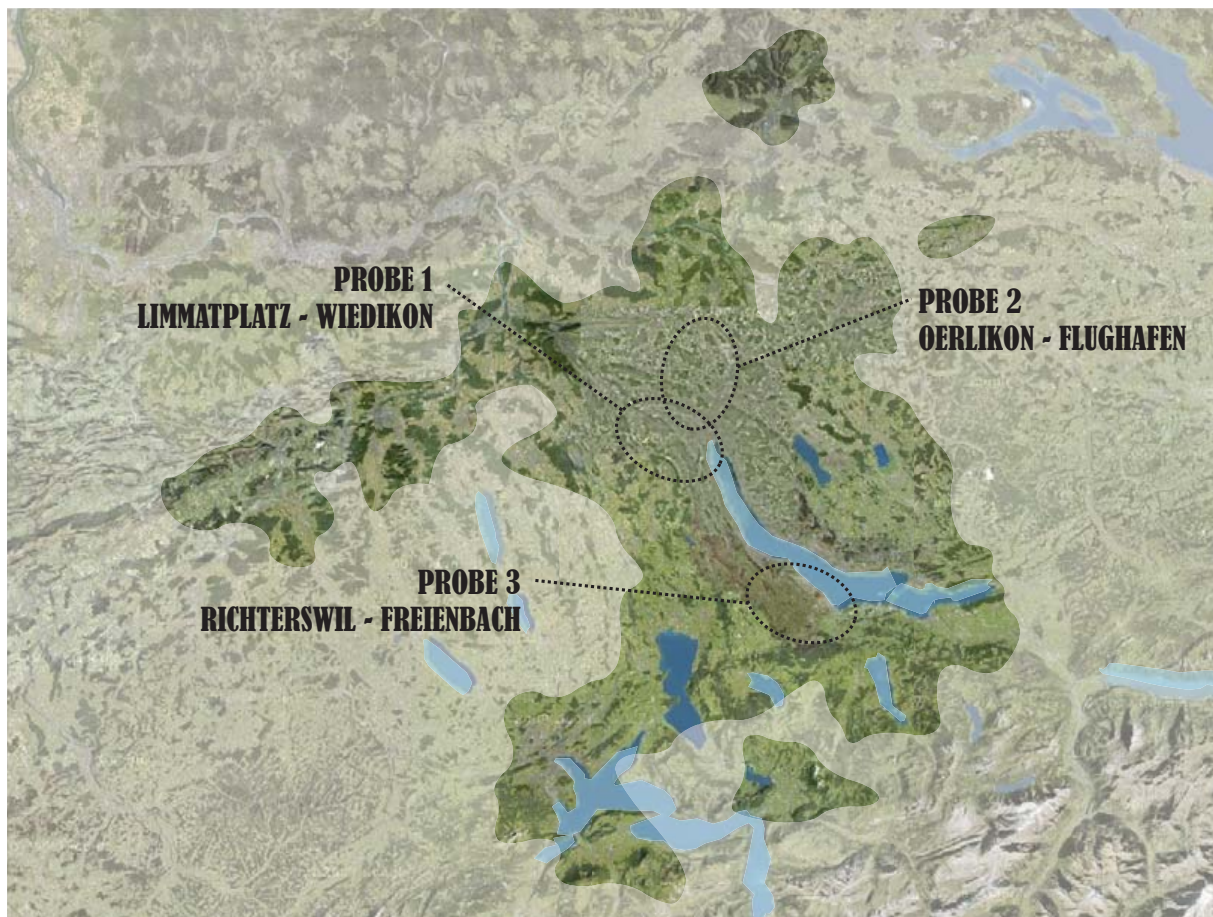 PROBE 1
LIMMATPLATZ - WIEDIKON
PROBE 2
OERLIKON - FLUGHAFEN
PROBE 3
RICHTERSWIL - FREIENBACH